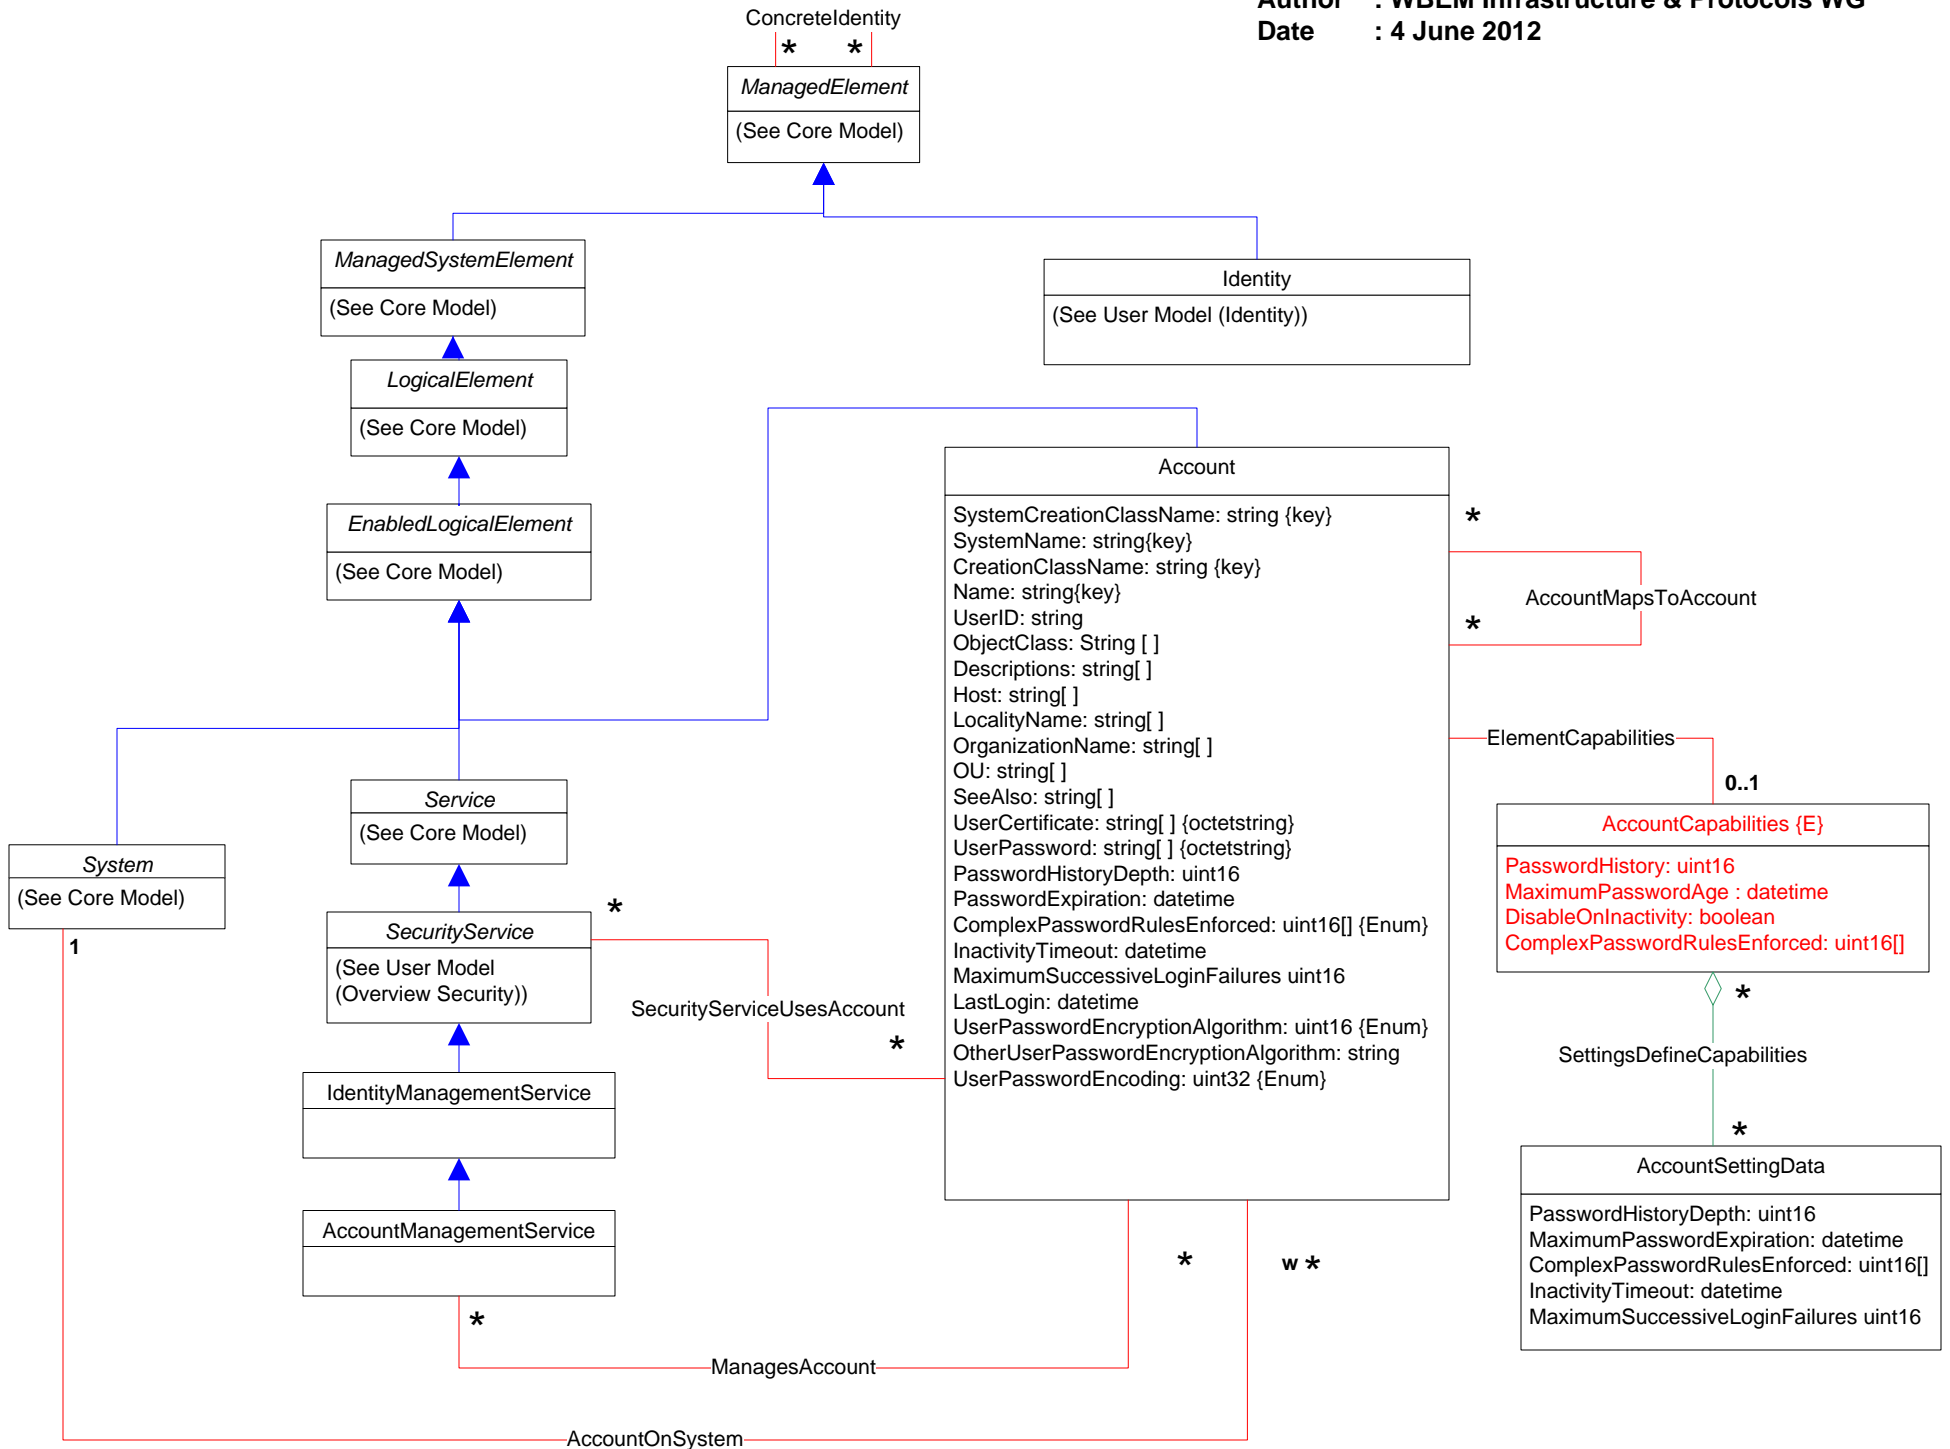 Author : WBEM Infrastructure & Protocols WG
Date : 4 June 2012
ConcreteIdentity
* *
ManagedElement
(See Core Model)
ManagedSystemElement
(See Core Model)
Identity
(See User Model (Identity))
LogicalElement
(See Core Model)
EnabledLogicalElement
(See Core Model)
Account
SystemCreationClassName: string {key}
SystemName: string{key}
CreationClassName: string {key}
Name: string{key}
UserID: string
ObjectClass: String [ ]
Descriptions: string[ ]
Host: string[ ]
LocalityName: string[ ]
OrganizationName: string[ ]
OU: string[ ]
SeeAlso: string[ ]
UserCertificate: string[ ] {octetstring}
UserPassword: string[ ] {octetstring}
PasswordHistoryDepth: uint16
PasswordExpiration: datetime
ComplexPasswordRulesEnforced: uint16[] {Enum}
InactivityTimeout: datetime
MaximumSuccessiveLoginFailures uint16
LastLogin: datetime
UserPasswordEncryptionAlgorithm: uint16 {Enum}
OtherUserPasswordEncryptionAlgorithm: string
UserPasswordEncoding: uint32 {Enum}
*
AccountMapsToAccount
*
ElementCapabilities
0..1
AccountCapabilities {E}
PasswordHistory: uint16
MaximumPasswordAge : datetime
DisableOnInactivity: boolean
ComplexPasswordRulesEnforced: uint16[]
*
SettingsDefineCapabilities
*
AccountSettingData
PasswordHistoryDepth: uint16
MaximumPasswordExpiration: datetime
ComplexPasswordRulesEnforced: uint16[]
InactivityTimeout: datetime
MaximumSuccessiveLoginFailures uint16
Service
(See Core Model)
System
(See Core Model)
1
SecurityService
(See User Model
(Overview Security))
*
SecurityServiceUsesAccount
*
IdentityManagementService
AccountManagementService
*
ManagesAccount
*
w *
AccountOnSystem